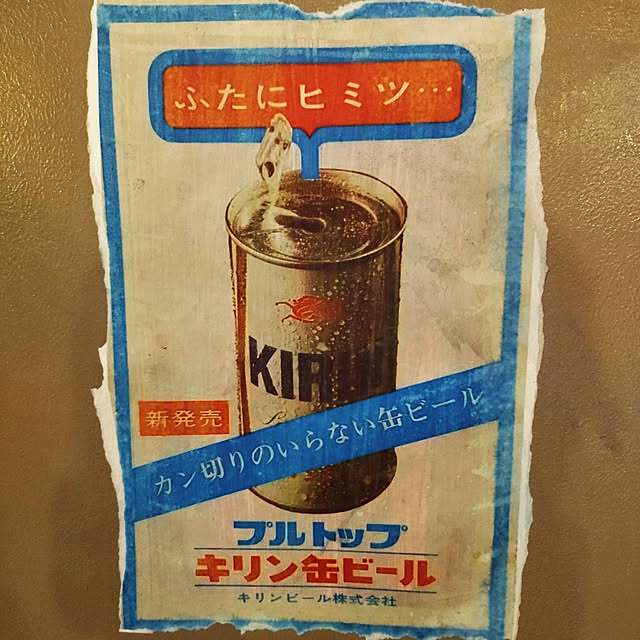 ふたにヒミツ…
KIRIN
新発売
カン切りのいらない缶ビール
プルトップ
キリン缶ビール
キリンビール株式会社